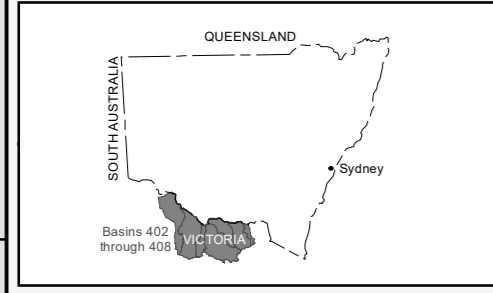 QUEENSLAND
SOUTH AUSTRALIA
Sydney
Basins 402
through 408
VICTORIA